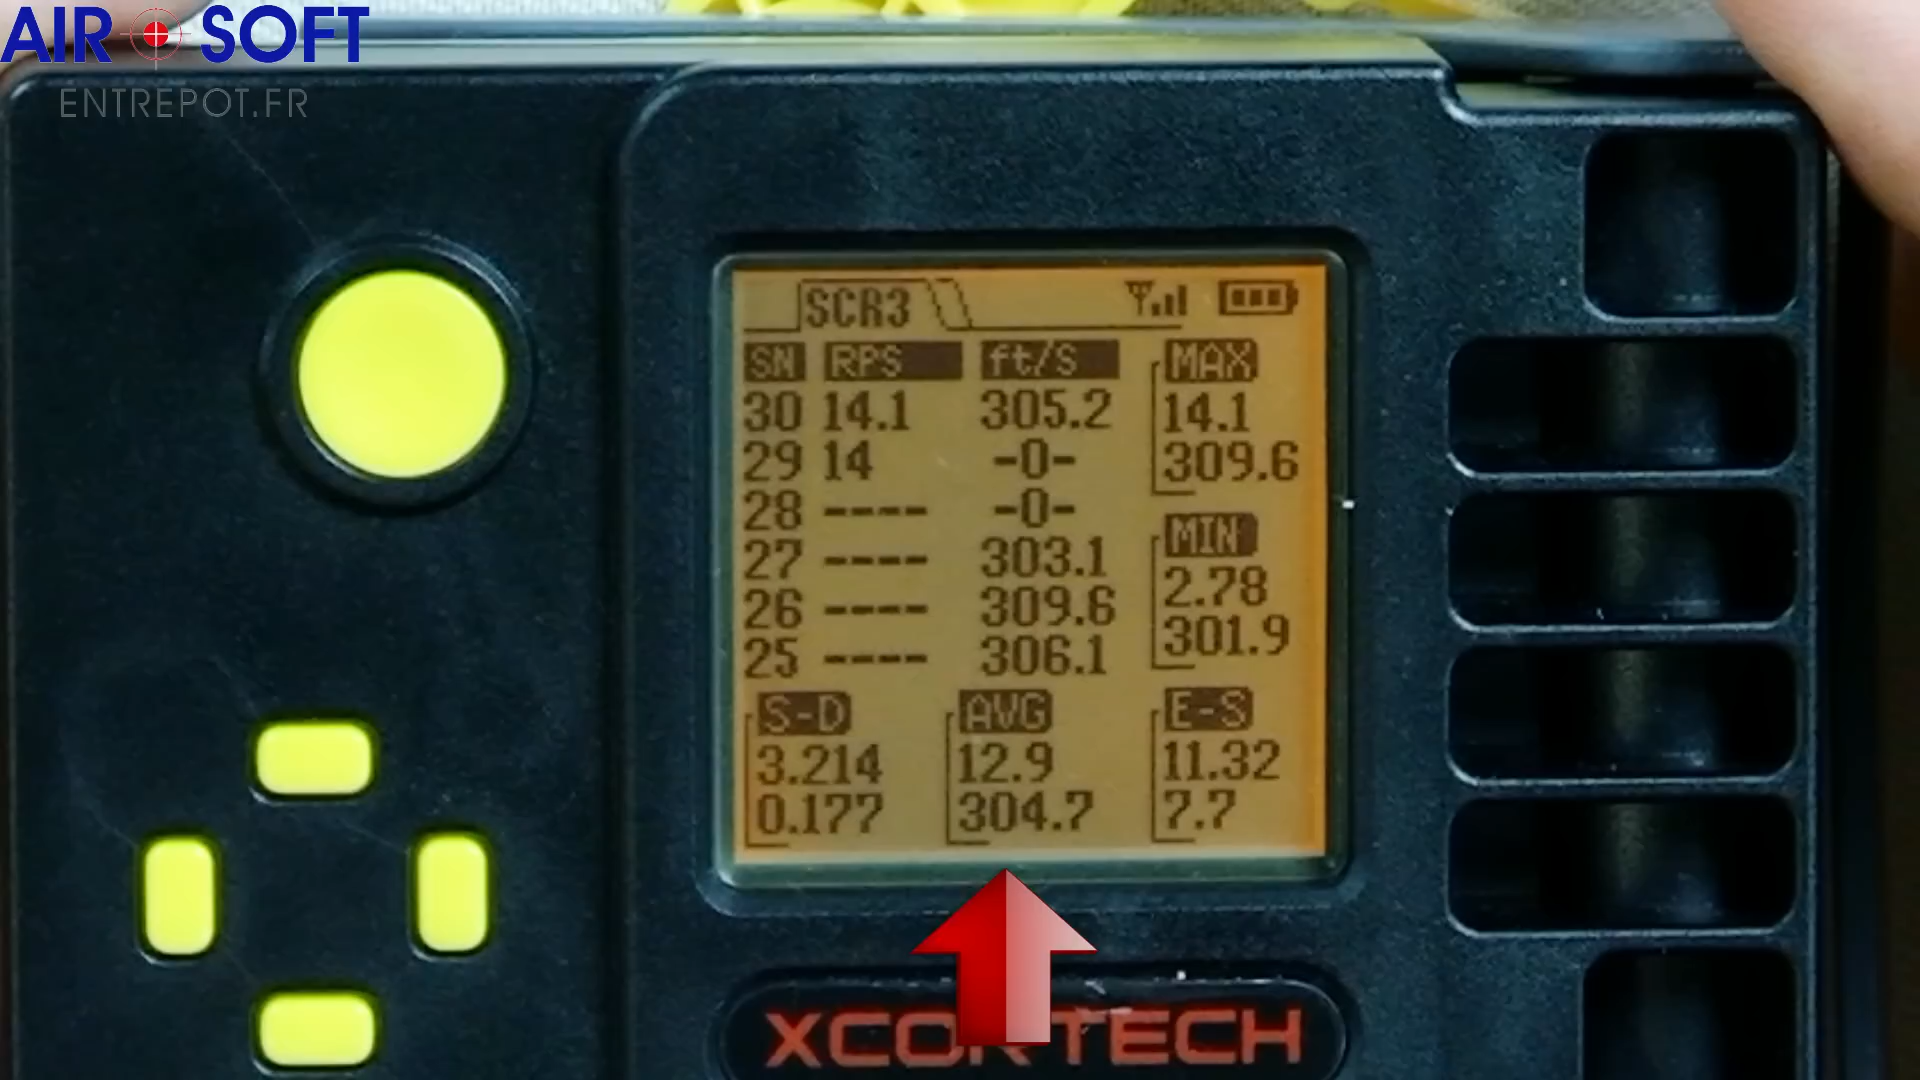 AIR SOFT
ENTREPOT.FR
SCR3
SN RPS ft/S
30 14.1 305.2
29 14 -0-
28 ---- -0-
27 ---- 303.1
26 ---- 309.6
25 ---- 306.1
MAX
14.1
309.6
MIN
2.78
301.9
S-D
3.214
0.177
AVG
12.9
304.7
E-S
11.32
7.7
XCORTECH